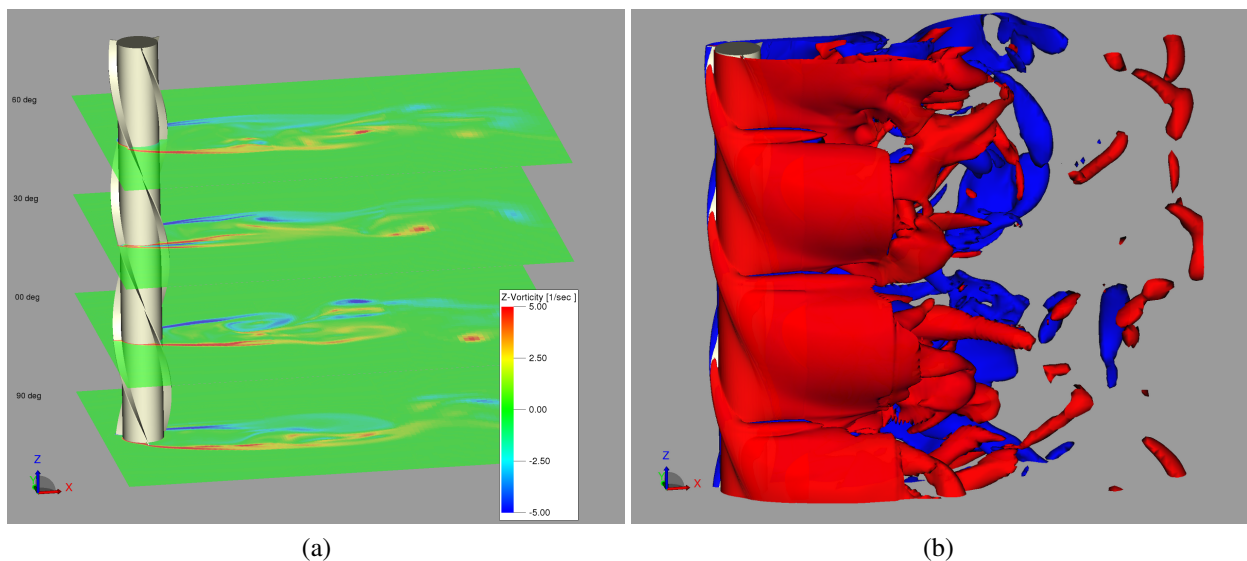 60 deg
30 deg
00 deg
90 deg
Z-Vorticity [1/sec ]
5.00
2.50
0.00
-2.50
-5.00
Z
X
Z
X
(a)
(b)